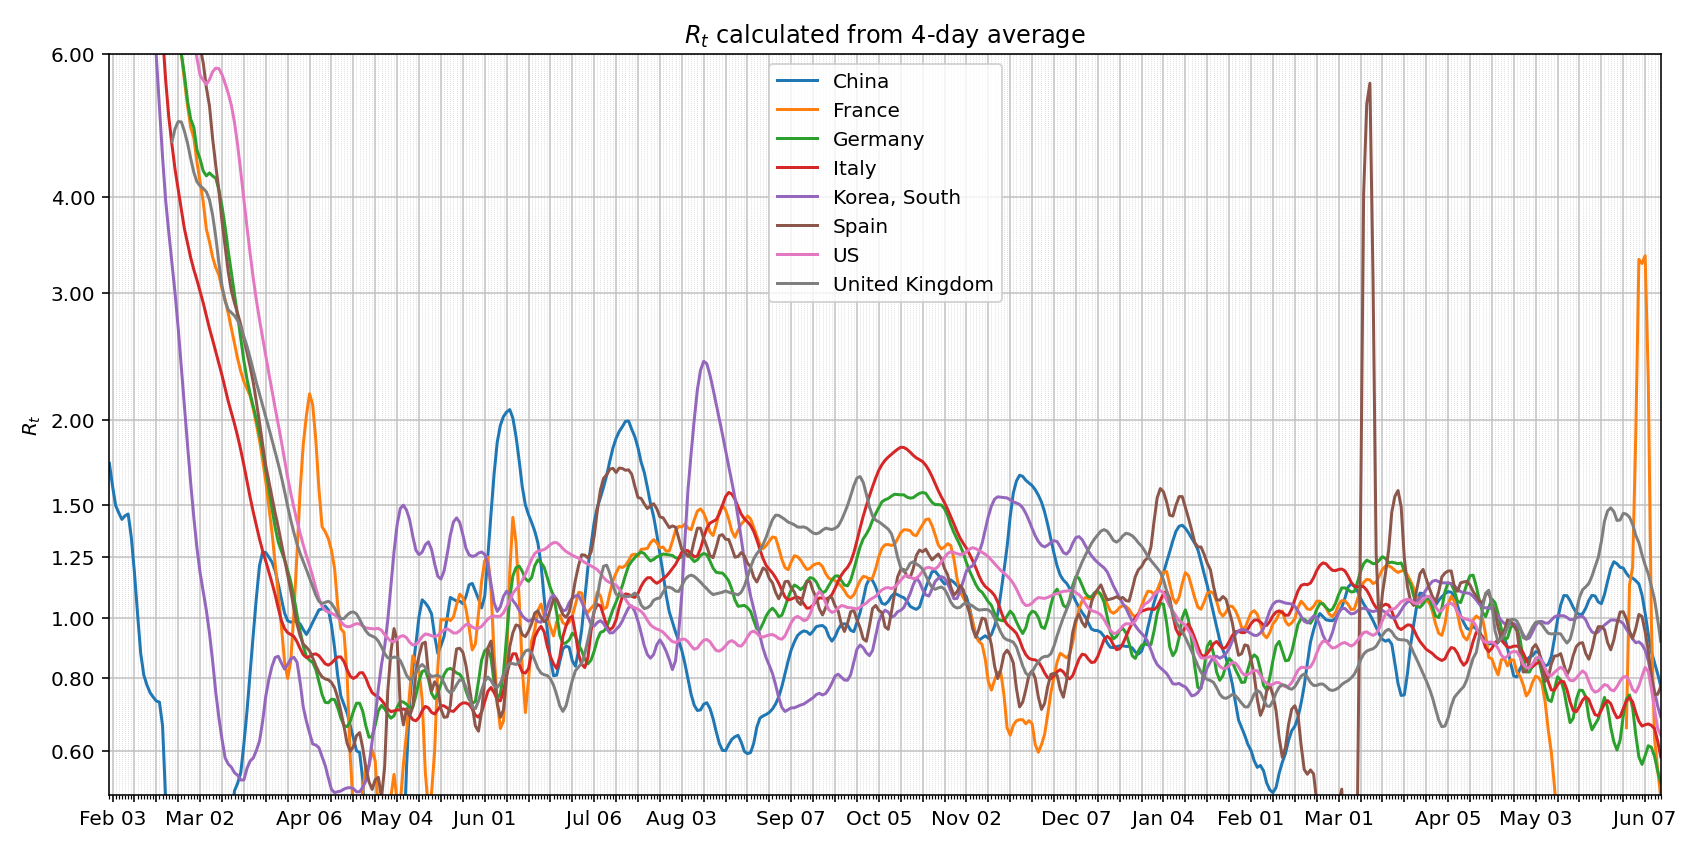 Rt calculated from 4-day average
6.00
4.00
3.00
2.00
1.50
1.25
1.00
0.80
0.60
Rt
China
France
Germany
Italy
Korea, South
Spain
US
United Kingdom
Feb 03 Mar 02 Apr 06 May 04 Jun 01 Jul 06 Aug 03 Sep 07 Oct 05 Nov 02 Dec 07 Jan 04 Feb 01 Mar 01 Apr 05 May 03 Jun 07